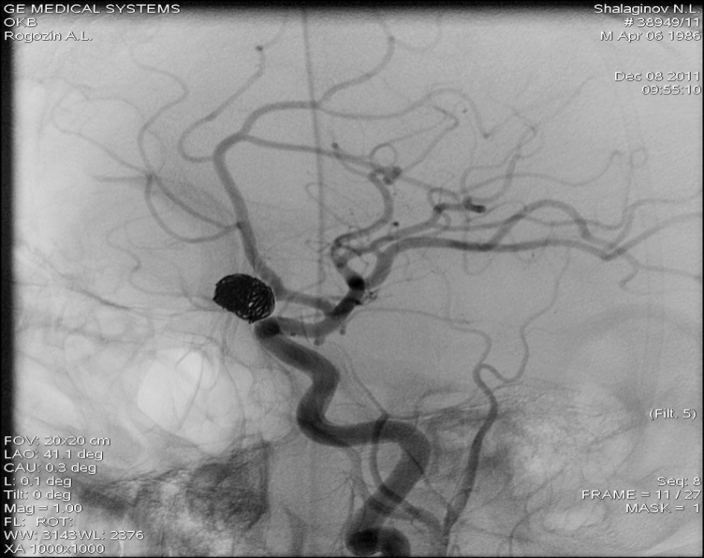 GE MEDICAL SYSTEMS
OKB
Rogozin A.L.
Shalaginov N.L.
# 38949/11
M Apr 06 1986
Dec 08 2011
09:55:10
(Filt. 5)
FOV: 20x20 cm
LAO: 41.1 deg
CAU: 0.3 deg
L: 0.1 deg
Tilt: 0 deg
Mag = 1.00
FL: ROT:
WW: 3143WL: 2376
XA 1000x1000
Seq: 8
FRAME = 11 / 27
MASK = 1